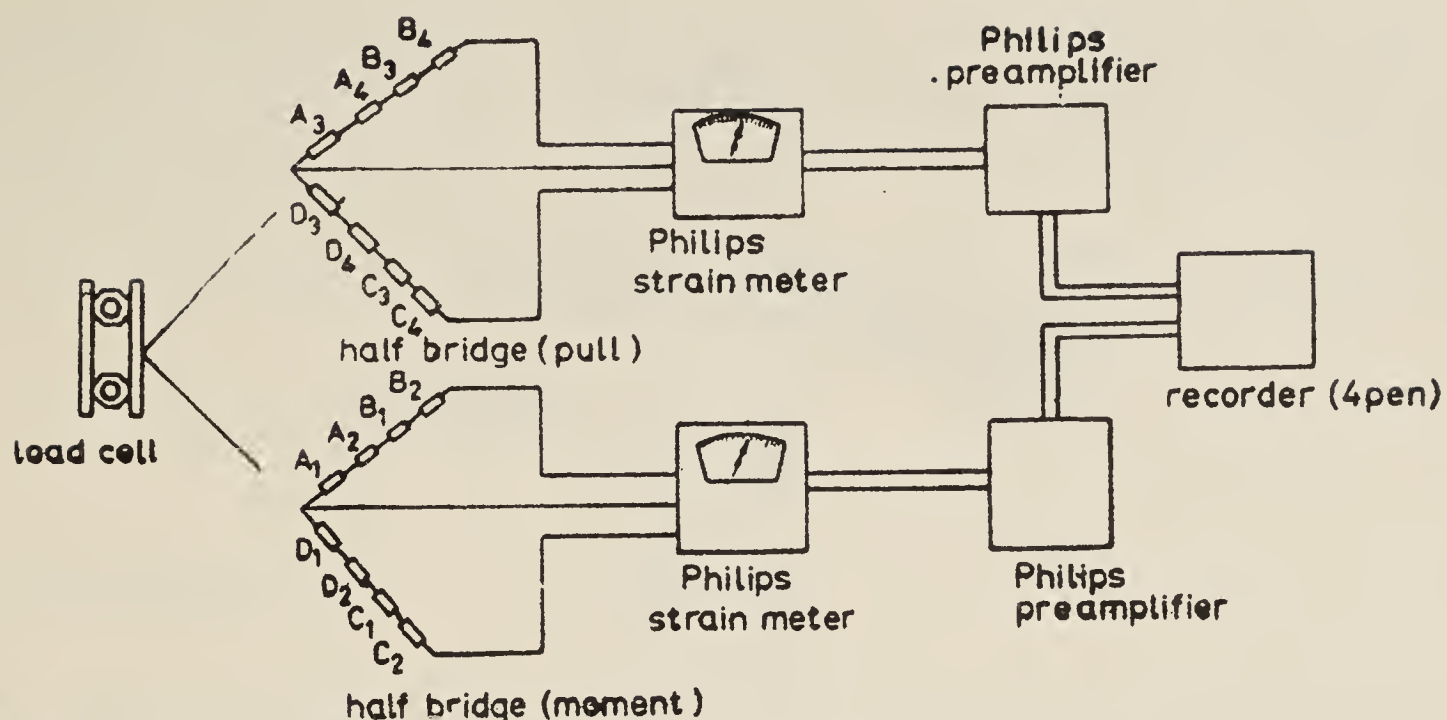 B₄
B₃
A₄
A₃
D₃
D₄
C₃
C₄
half bridge (pull)
Philips
strain meter
Philips
preamplifier
load cell
B₂
B₁
A₂
A₁
D₁
D₂
C₁
C₂
half bridge (moment)
Philips
strain meter
Philips
preamplifier
recorder (4pen)